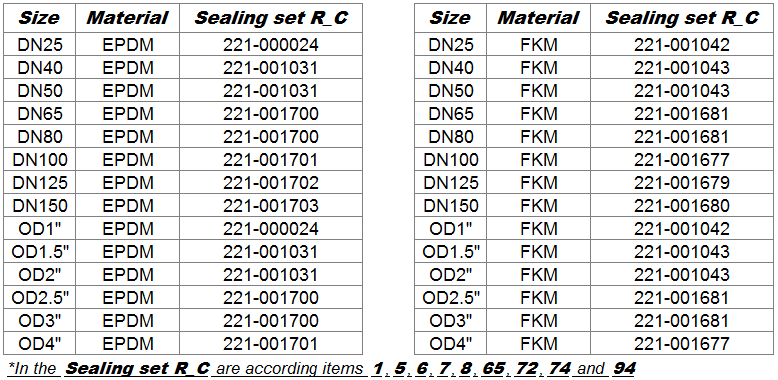 Size Material Sealing set R_C Size Material Sealing set R_C
DN25 EPDM 221-000024 DN25 FKM 221-001042
DN40 EPDM 221-001031 DN40 FKM 221-001043
DN50 EPDM 221-001031 DN50 FKM 221-001043
DN65 EPDM 221-001700 DN65 FKM 221-001681
DN80 EPDM 221-001700 DN80 FKM 221-001681
DN100 EPDM 221-001701 DN100 FKM 221-001677
DN125 EPDM 221-001702 DN125 FKM 221-001679
DN150 EPDM 221-001703 DN150 FKM 221-001680
OD1" EPDM 221-000024 OD1" FKM 221-001042
OD1.5" EPDM 221-001031 OD1.5" FKM 221-001043
OD2" EPDM 221-001031 OD2" FKM 221-001043
OD2.5" EPDM 221-001700 OD2.5" FKM 221-001681
OD3" EPDM 221-001700 OD3" FKM 221-001681
OD4" EPDM 221-001701 OD4" FKM 221-001677
*In the Sealing set R_C are according items 1, 5, 6, 7, 8, 65, 72, 74 and 94